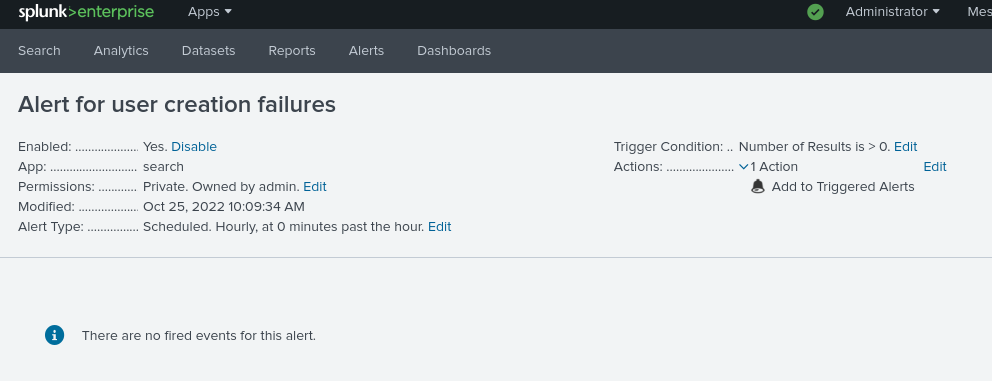 splunk>enterprise Apps Administrator Mes
Search Analytics Datasets Reports Alerts Dashboards
Alert for user creation failures
Enabled: .................... Yes. Disable
App: ........................... search
Permissions: ............ Private. Owned by admin. Edit
Modified: ................... Oct 25, 2022 10:09:34 AM
Alert Type: ................ Scheduled. Hourly, at 0 minutes past the hour. Edit
Trigger Condition: .. Number of Results is > 0. Edit
Actions: ..................... 1 Action Edit
Add to Triggered Alerts
There are no fired events for this alert.